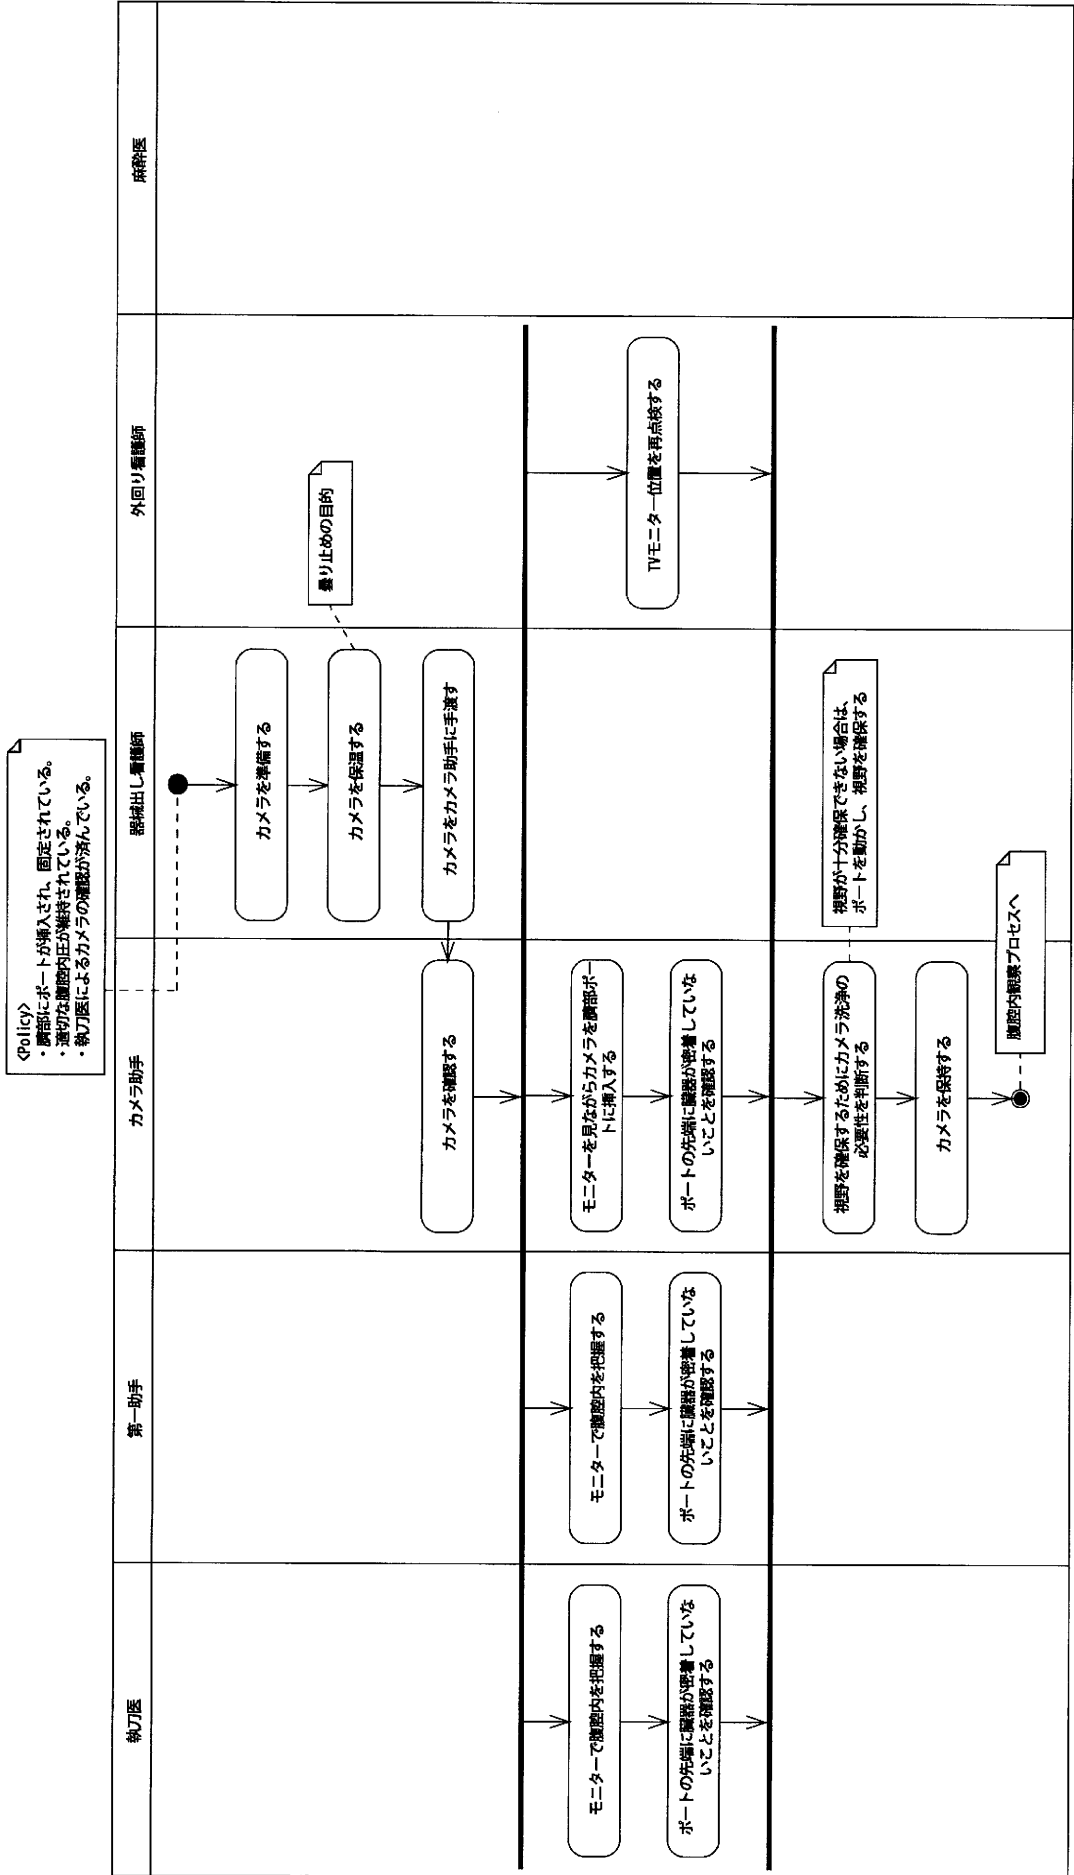 <Policy>
・臍部にポートが挿入され、固定されている。
・適切な腹腔内圧が維持されている。
・執刀医によるカメラの確認が済んでいる。
執刀医
第一助手
カメラ助手
器械出し看護師
外回り看護師
麻酔医
カメラを準備する
カメラを保温する
曇り止めの目的
カメラをカメラ助手に手渡す
カメラを確認する
モニターで腹腔内を把握する
モニターで腹腔内を把握する
モニターを見ながらカメラを臍部ポー
トに挿入する
TVモニター位置を再点検する
ポートの先端に臓器が密着していな
いことを確認する
ポートの先端に臓器が密着していな
いことを確認する
ポートの先端に臓器が密着していな
いことを確認する
視野を確保するためにカメラ洗浄の
必要性を判断する
視野が十分確保できない場合は、
ポートを動かし、視野を確保する
カメラを保持する
腹腔内観察プロセスへ